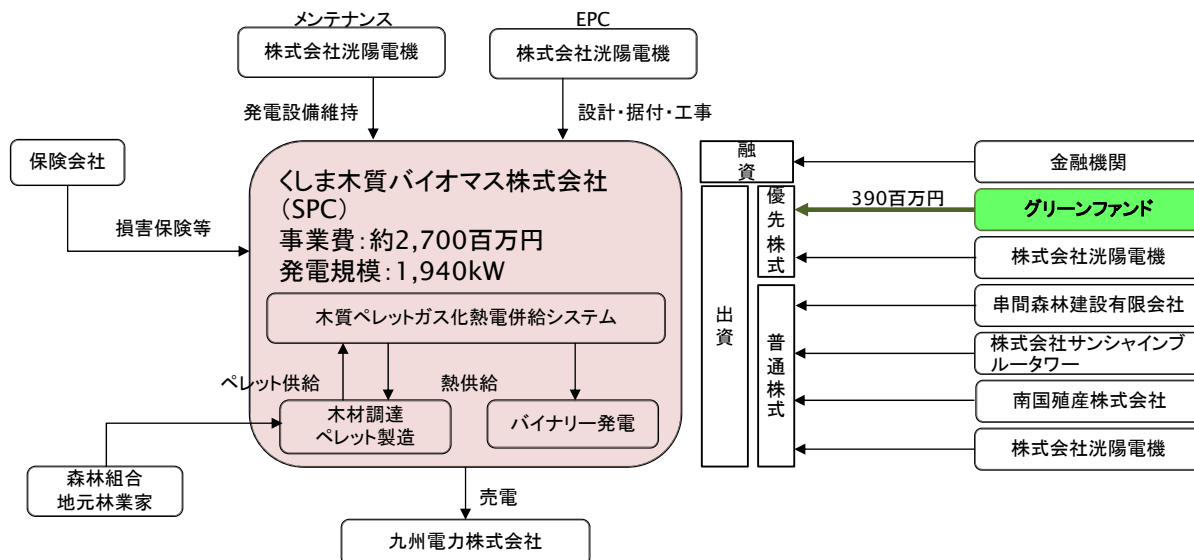 メンテナンス
EPC
株式会社洸陽電機
株式会社洸陽電機
発電設備維持
設計・据付・工事
保険会社
損害保険等
くしま木質バイオマス株式会社
(SPC)
事業費：約2,700百万円
発電規模：1,940kW
木質ペレットガス化熱電併給システム
ペレット供給
熱供給
木材調達
ペレット製造
バイナリー発電
森林組合
地元林業家
売電
九州電力株式会社
融資
出資
優先株式
普通株式
390百万円
金融機関
グリーンファンド
株式会社洸陽電機
串間森林建設有限会社
株式会社サンシャインブ
ルータワー
南国殖産株式会社
株式会社洸陽電機